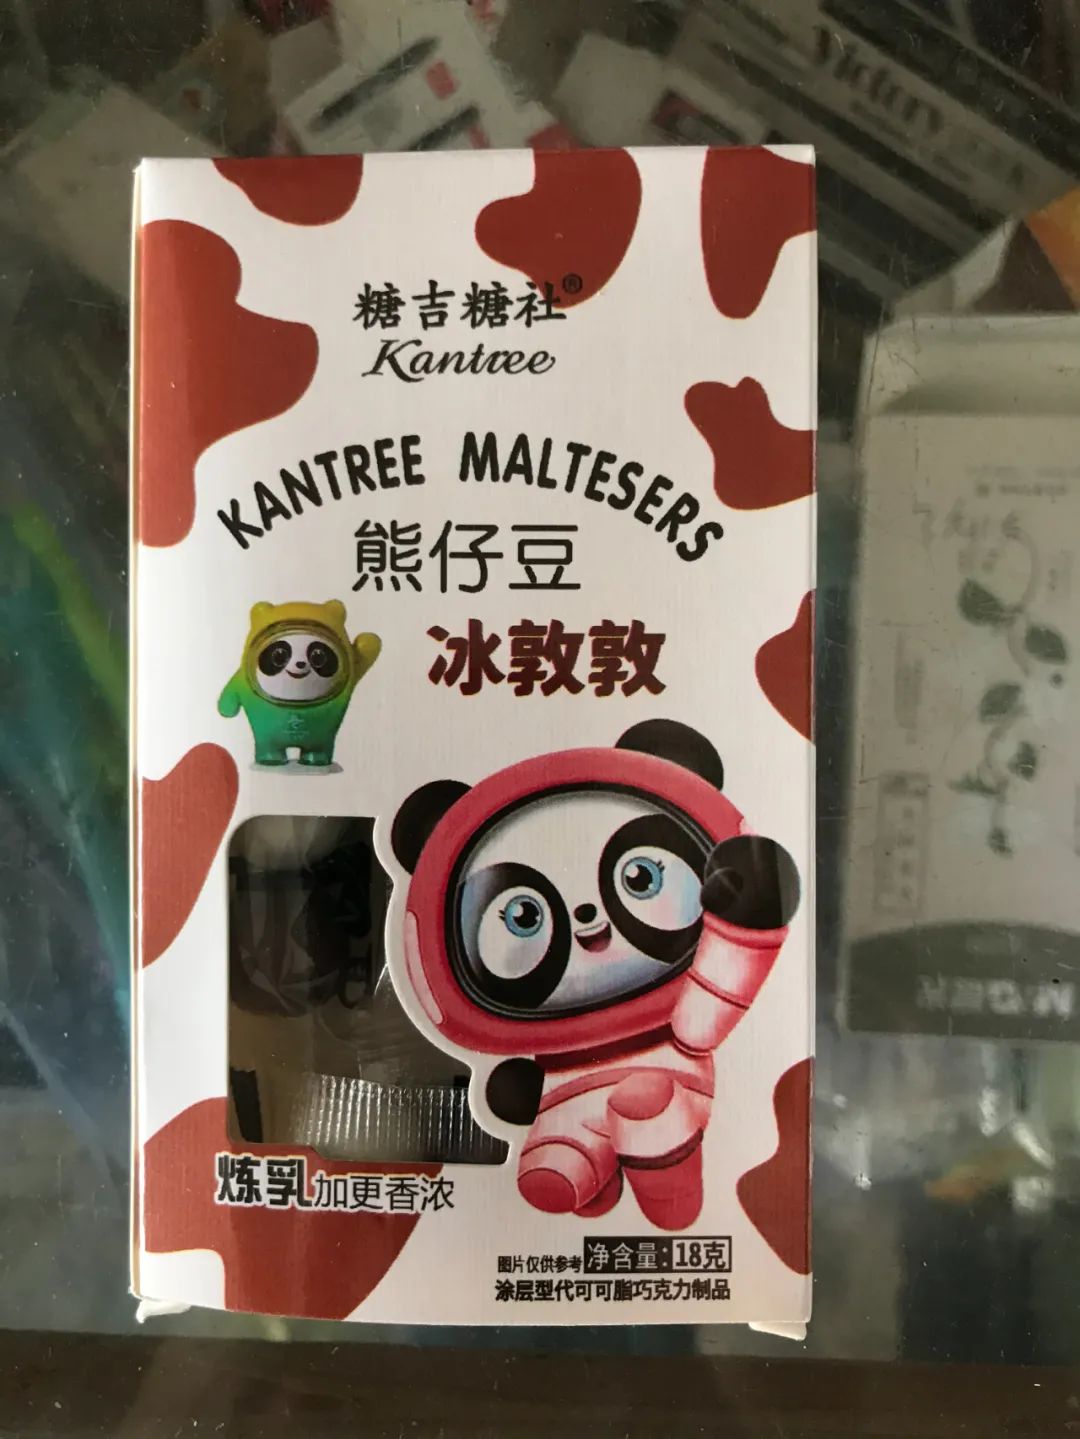 Victory
糖吉糖社®
Kantree
KANTREE MALTESERS
熊仔豆
冰敦敦
炼乳加更香浓
图片仅供参考 净含量:18克
涂层型代可可脂巧克力制品